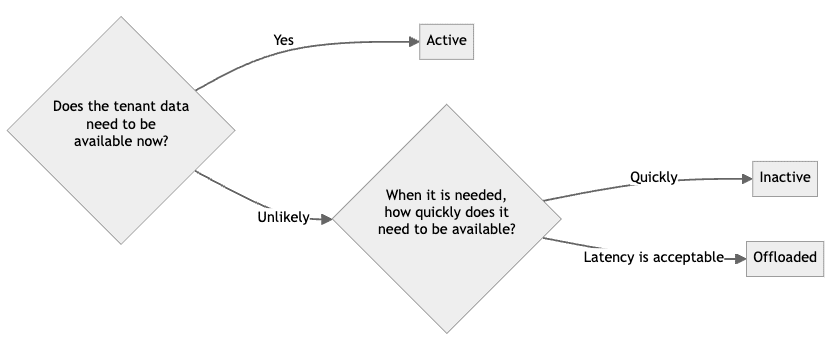 Does the tenant data
need to be
available now?
Yes
Active
Unlikely
When it is needed,
how quickly does it
need to be available?
Quickly
Inactive
Latency is acceptable
Offloaded